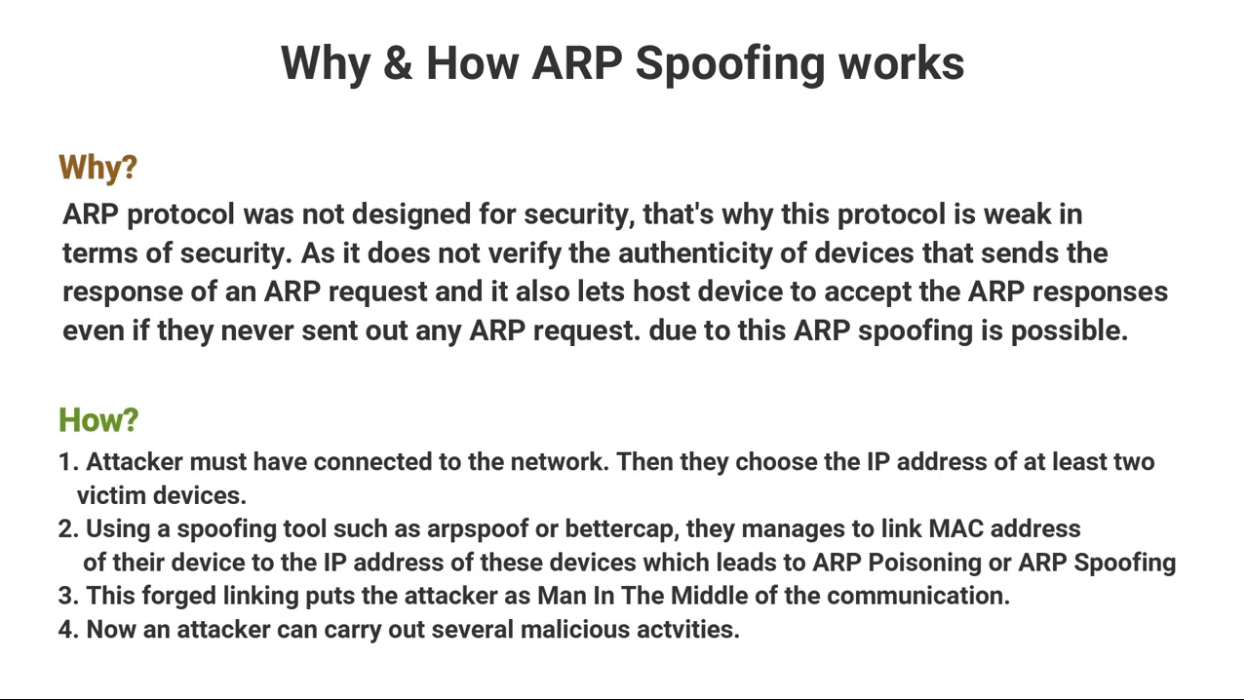 Why & How ARP Spoofing works
Why?
ARP protocol was not designed for security, that's why this protocol is weak in
terms of security. As it does not verify the authenticity of devices that sends the
response of an ARP request and it also lets host device to accept the ARP responses
even if they never sent out any ARP request. due to this ARP spoofing is possible.
How?
1. Attacker must have connected to the network. Then they choose the IP address of at least two
victim devices.
2. Using a spoofing tool such as arpspoof or bettercap, they manages to link MAC address
of their device to the IP address of these devices which leads to ARP Poisoning or ARP Spoofing
3. This forged linking puts the attacker as Man In The Middle of the communication.
4. Now an attacker can carry out several malicious actvities.